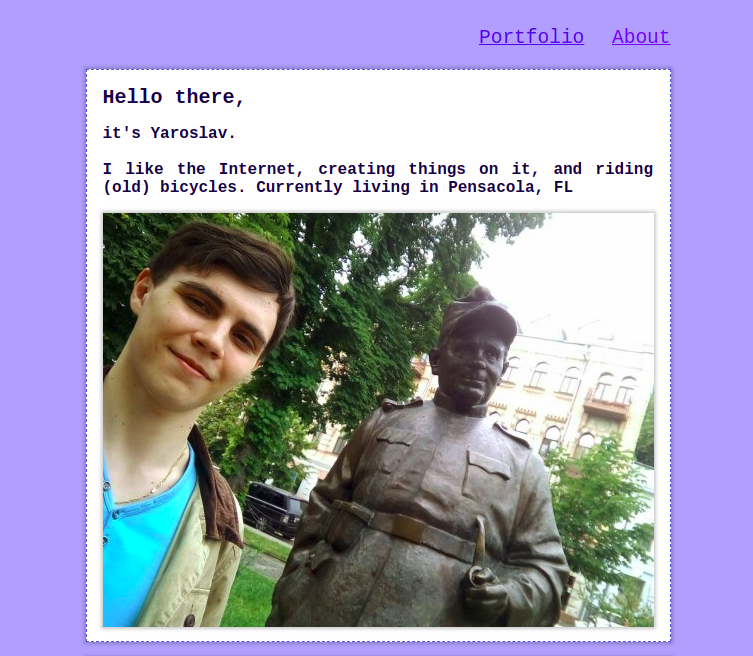 Portfolio About
Hello there,
it's Yaroslav.
I like the Internet, creating things on it, and riding
(old) bicycles. Currently living in Pensacola, FL